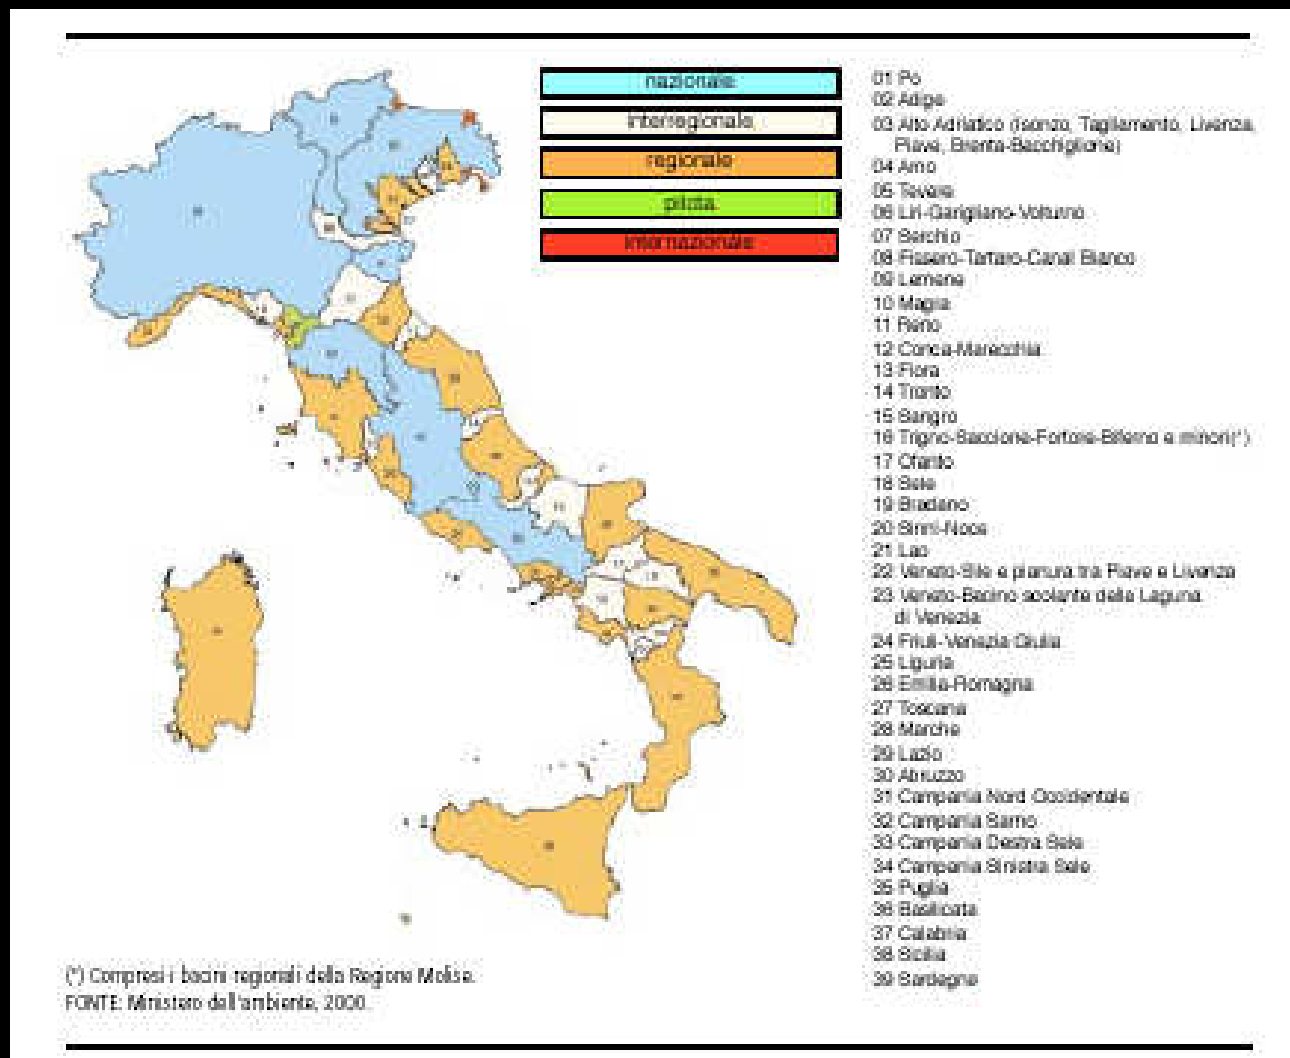 nazionale
interregionale
regionale
pilota
internazionale
01 Po
02 Adige
03 Alto Adriatico (Isonzo, Tagliamento, Livenza,
Piave, Brenta-Bacchiglione)
04 Arno
05 Tevere
06 Liri-Garigliano-Volturno
07 Serchio
08 Fissero-Tartaro-Canal Bianco
09 Lemene
10 Magra
11 Reno
12 Conca-Marecchia
13 Fiora
14 Tronto
15 Sangro
16 Trigno-Saccione-Fortore-Biferno e minori(*)
17 Ofanto
18 Sele
19 Bradano
20 Sinni-Noce
21 Lao
22 Veneto-Sile e pianura tra Piave e Livenza
23 Veneto-Bacino scolante della Laguna
di Venezia
24 Friuli-Venezia Giulia
25 Liguria
26 Emilia-Romagna
27 Toscana
28 Marche
29 Lazio
30 Abruzzo
31 Campania Nord Occidentale
32 Campania Sarno
33 Campania Destra Sele
34 Campania Sinistra Sele
35 Puglia
36 Basilicata
37 Calabria
38 Sicilia
39 Sardegna
(*) Compresi i bacini regionali della Regione Molise.
FONTE: Ministero dell'ambiente, 2000.